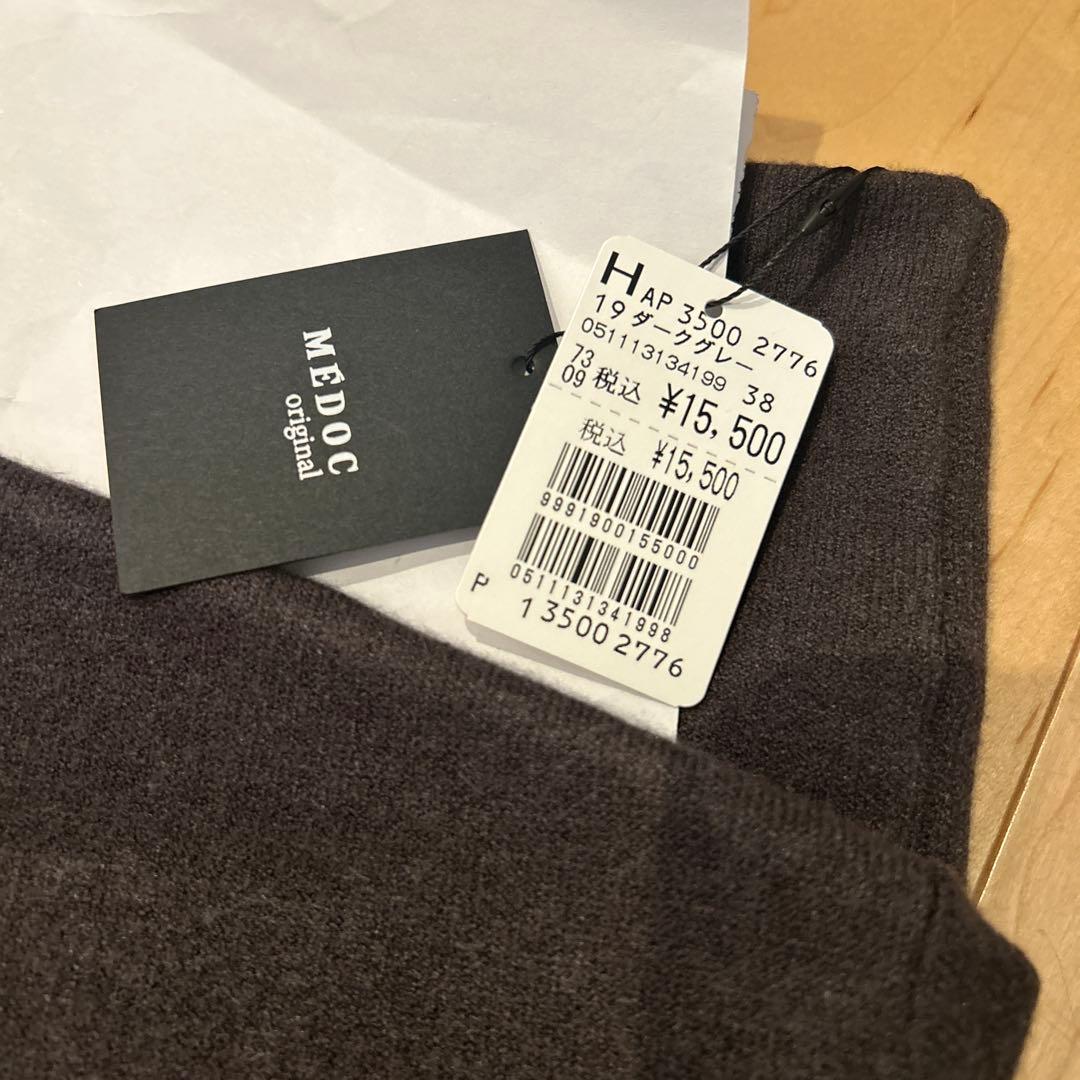 MÉDOC
original
H AP 3500 2776
19 ダークグレー
051113134199 38
73
09 税込 ¥15,500
税込 ¥15,500
9991900155000
0511131341998
P 1 3500 2776